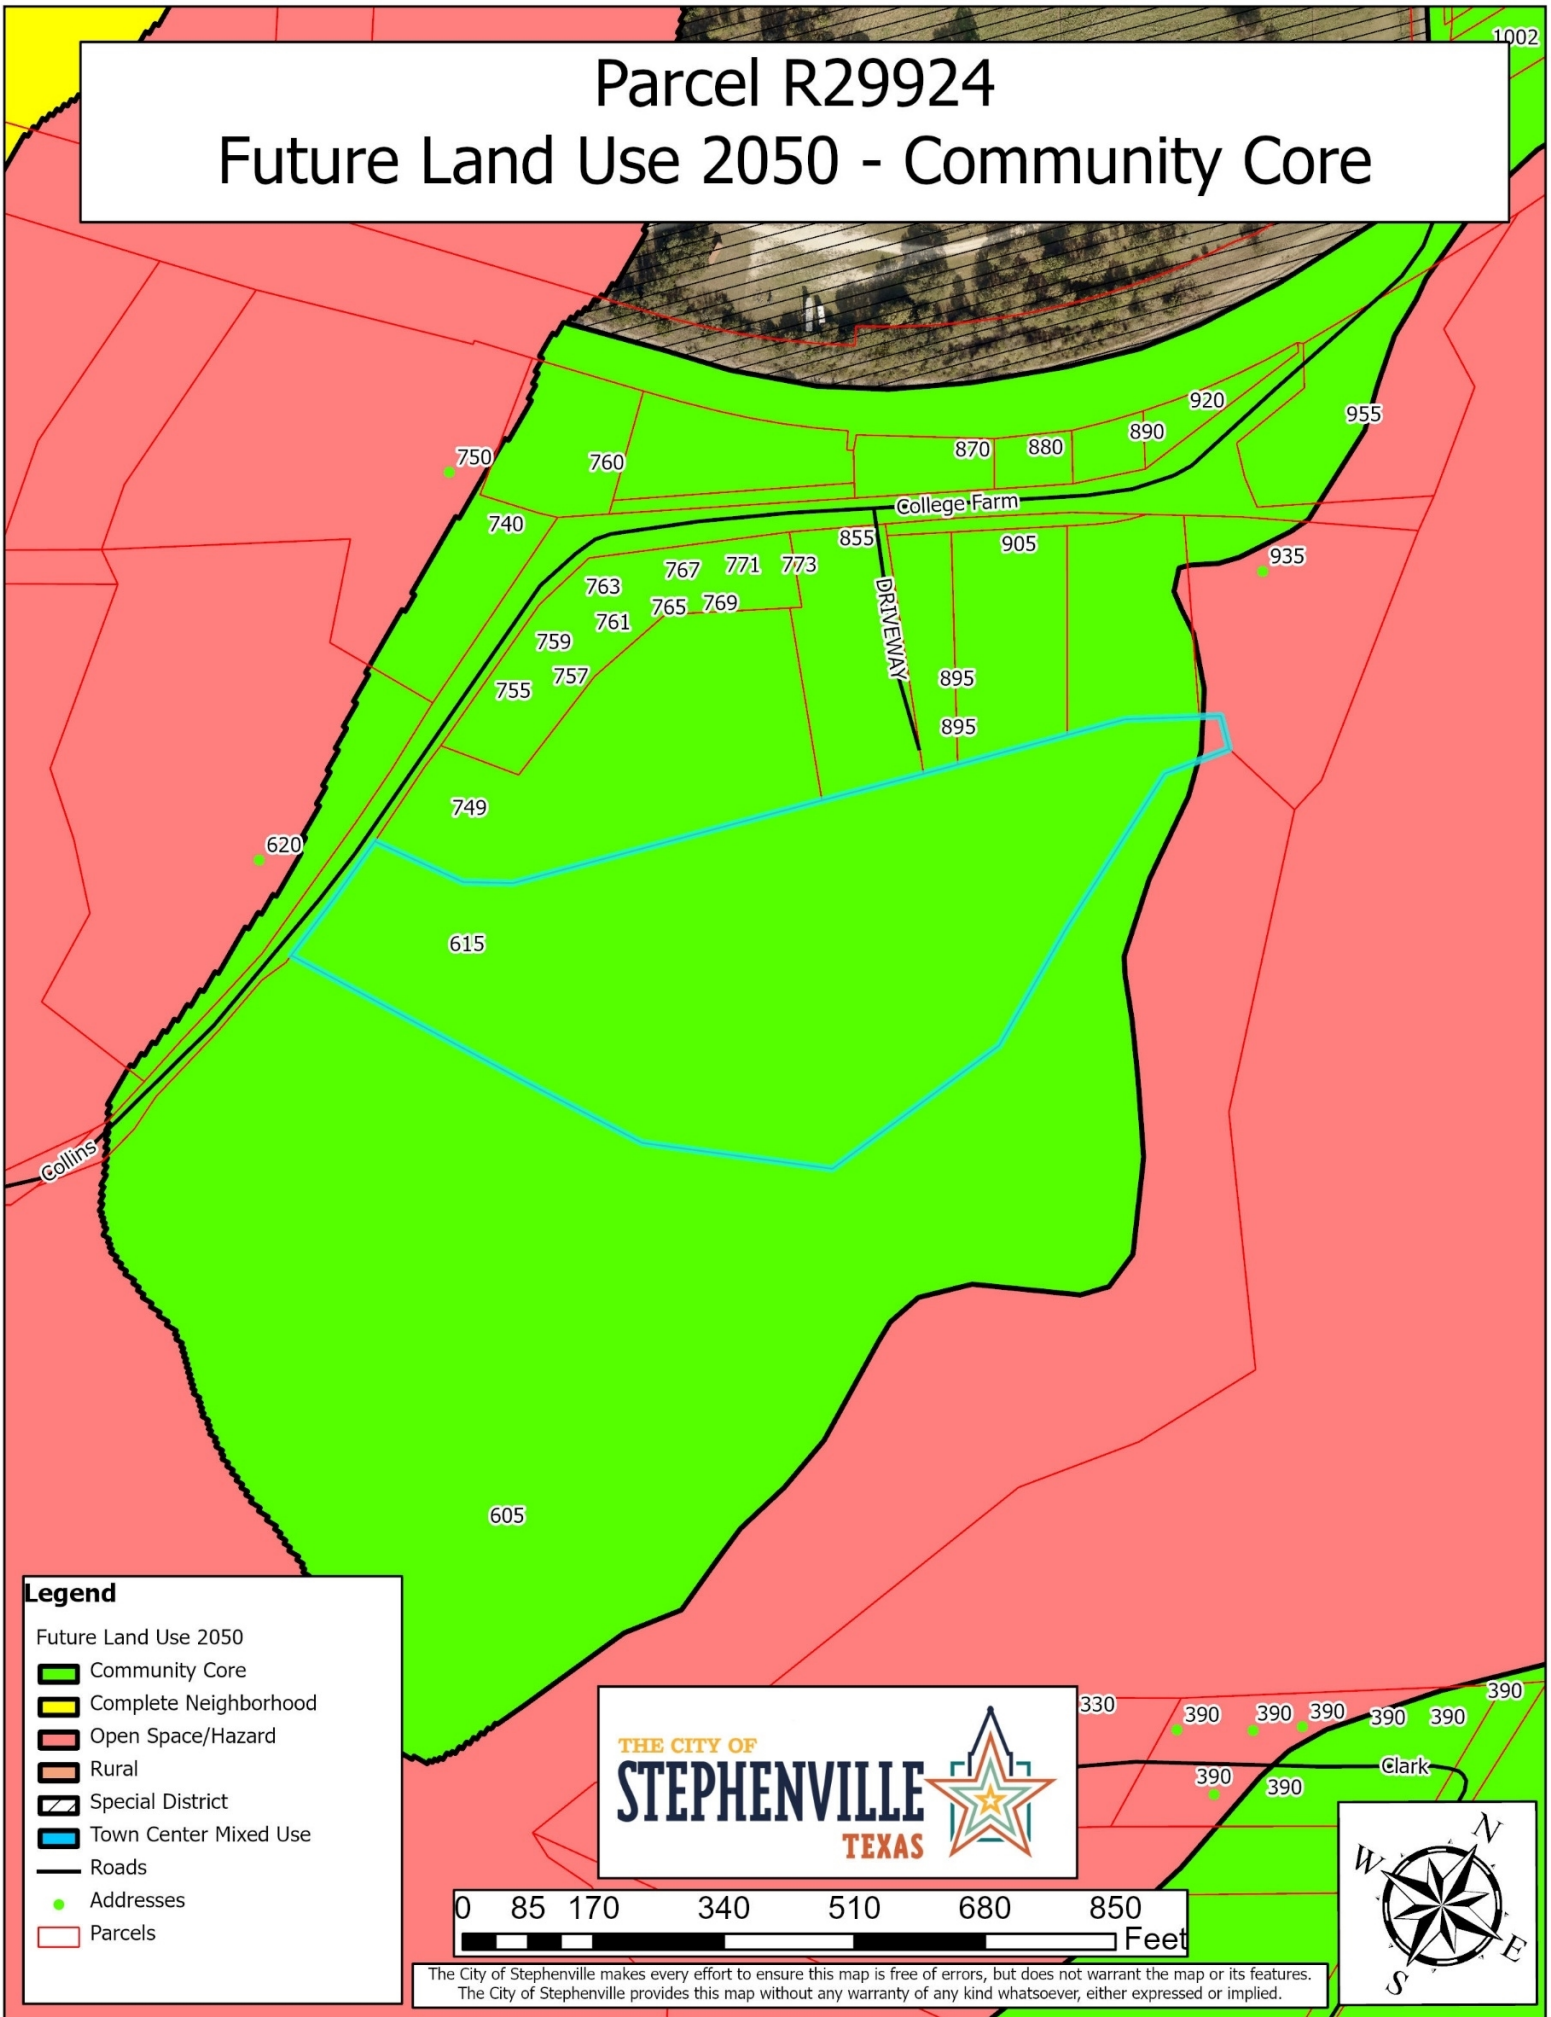 1002
Parcel R29924
Future Land Use 2050 - Community Core
920
955
890
870
880
750
760
College Farm
740
855
905
935
767
771
773
763
765
769
761
DRIVEWAY
759
757
895
755
895
749
620
615
Collins
605
Legend
Future Land Use 2050
Community Core
Complete Neighborhood
Open Space/Hazard
Rural
Special District
Town Center Mixed Use
Roads
Addresses
Parcels
THE CITY OF
STEPHENVILLE
TEXAS
330
390
390
390
390
390
390
Clark
390
390
N
W
E
S
0 85 170 340 510 680 850
Feet
The City of Stephenville makes every effort to ensure this map is free of errors, but does not warrant the map or its features.
The City of Stephenville provides this map without any warranty of any kind whatsoever, either expressed or implied.